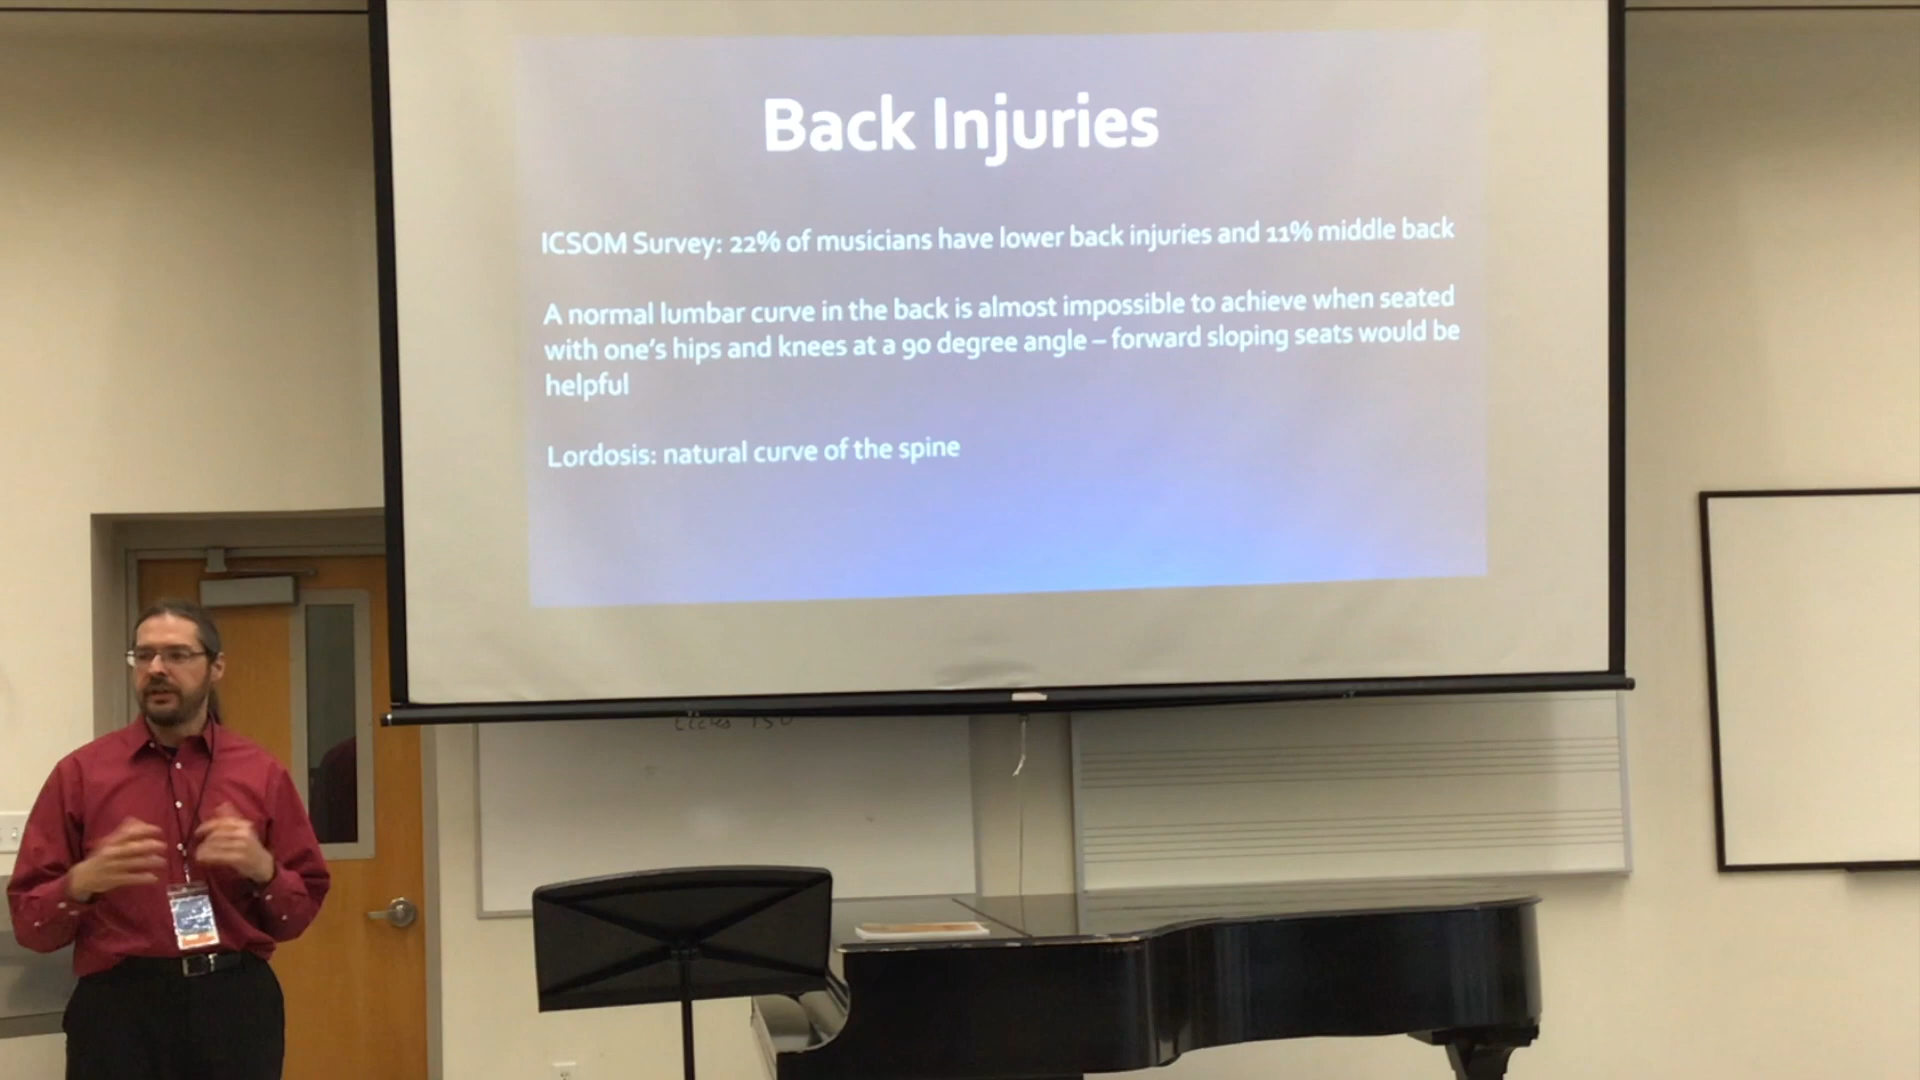 Back Injuries
ICSOM Survey: 22% of musicians have lower back injuries and 11% middle back
A normal lumbar curve in the back is almost impossible to achieve when seated
with one's hips and knees at a 90 degree angle – forward sloping seats would be
helpful
Lordosis: natural curve of the spine